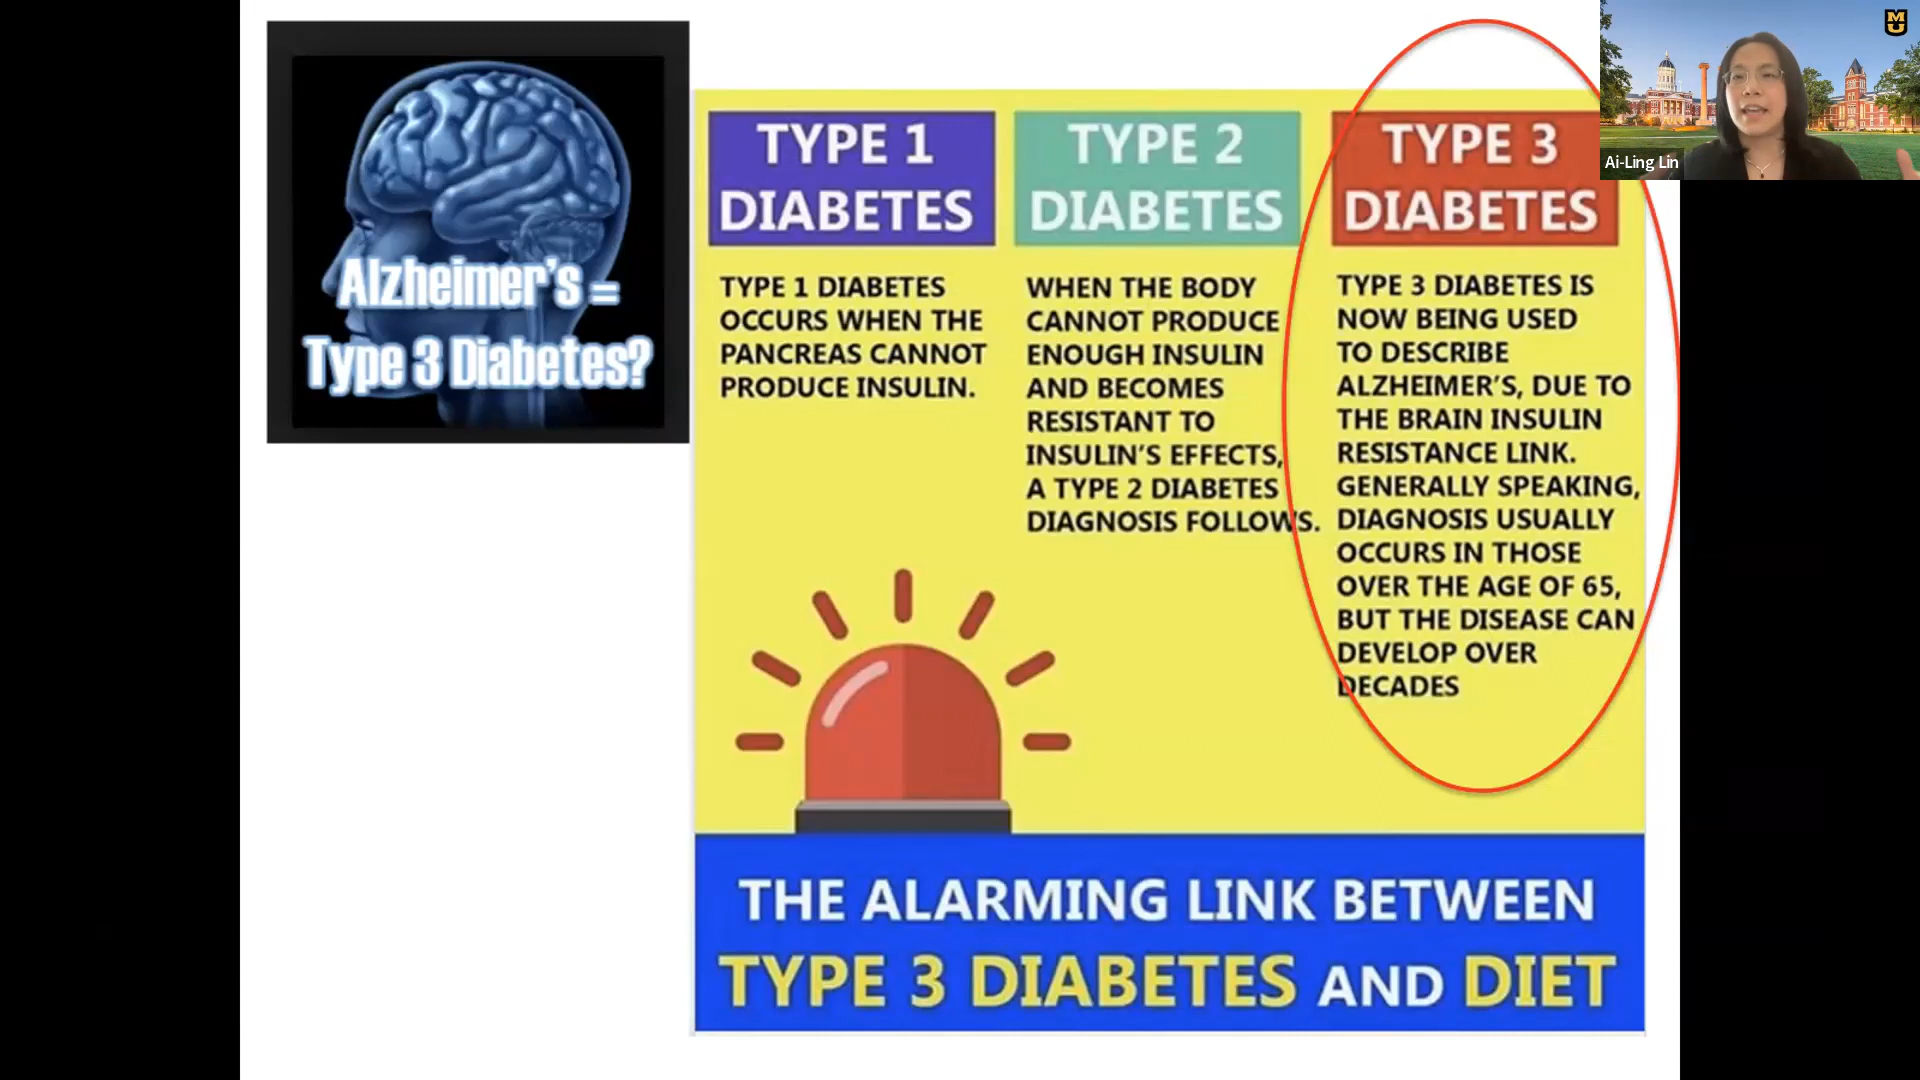 Alzheimer's =
Type 3 Diabetes?
TYPE 1
DIABETES
TYPE 1 DIABETES
OCCURS WHEN THE
PANCREAS CANNOT
PRODUCE INSULIN.
TYPE 2
DIABETES
WHEN THE BODY
CANNOT PRODUCE
ENOUGH INSULIN
AND BECOMES
RESISTANT TO
INSULIN'S EFFECTS,
A TYPE 2 DIABETES
DIAGNOSIS FOLLOWS.
TYPE 3
DIABETES
TYPE 3 DIABETES IS
NOW BEING USED
TO DESCRIBE
ALZHEIMER'S, DUE TO
THE BRAIN INSULIN
RESISTANCE LINK.
GENERALLY SPEAKING,
DIAGNOSIS USUALLY
OCCURS IN THOSE
OVER THE AGE OF 65,
BUT THE DISEASE CAN
DEVELOP OVER
DECADES
THE ALARMING LINK BETWEEN
TYPE 3 DIABETES AND DIET
MU
Ai-Ling Lin